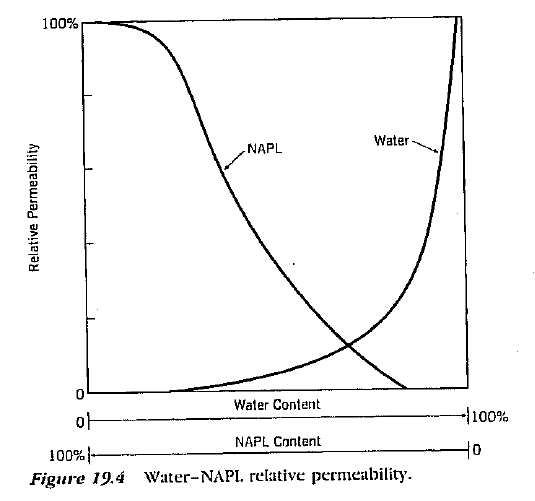 100%
NAPL
Water
Relative Permeability
0
Water Content
0 100%
NAPL Content
100% 0
Figure 19.4 Water–NAPL relative permeability.